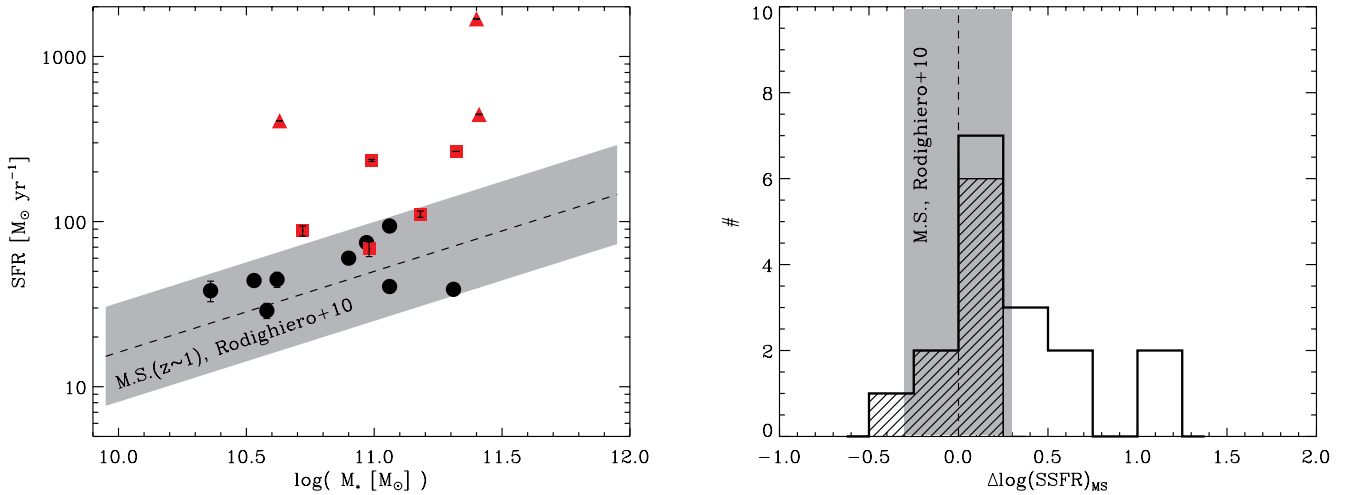 1000
100
10
SFR [M⊙ yr⁻¹]
M.S.(z~1), Rodighiero+10
10.0 10.5 11.0 11.5 12.0
log( M* [M⊙] )
10
8
6
4
2
0
#
M.S., Rodighiero+10
−1.0 −0.5 0.0 0.5 1.0 1.5 2.0
Δlog(SSFR)MS